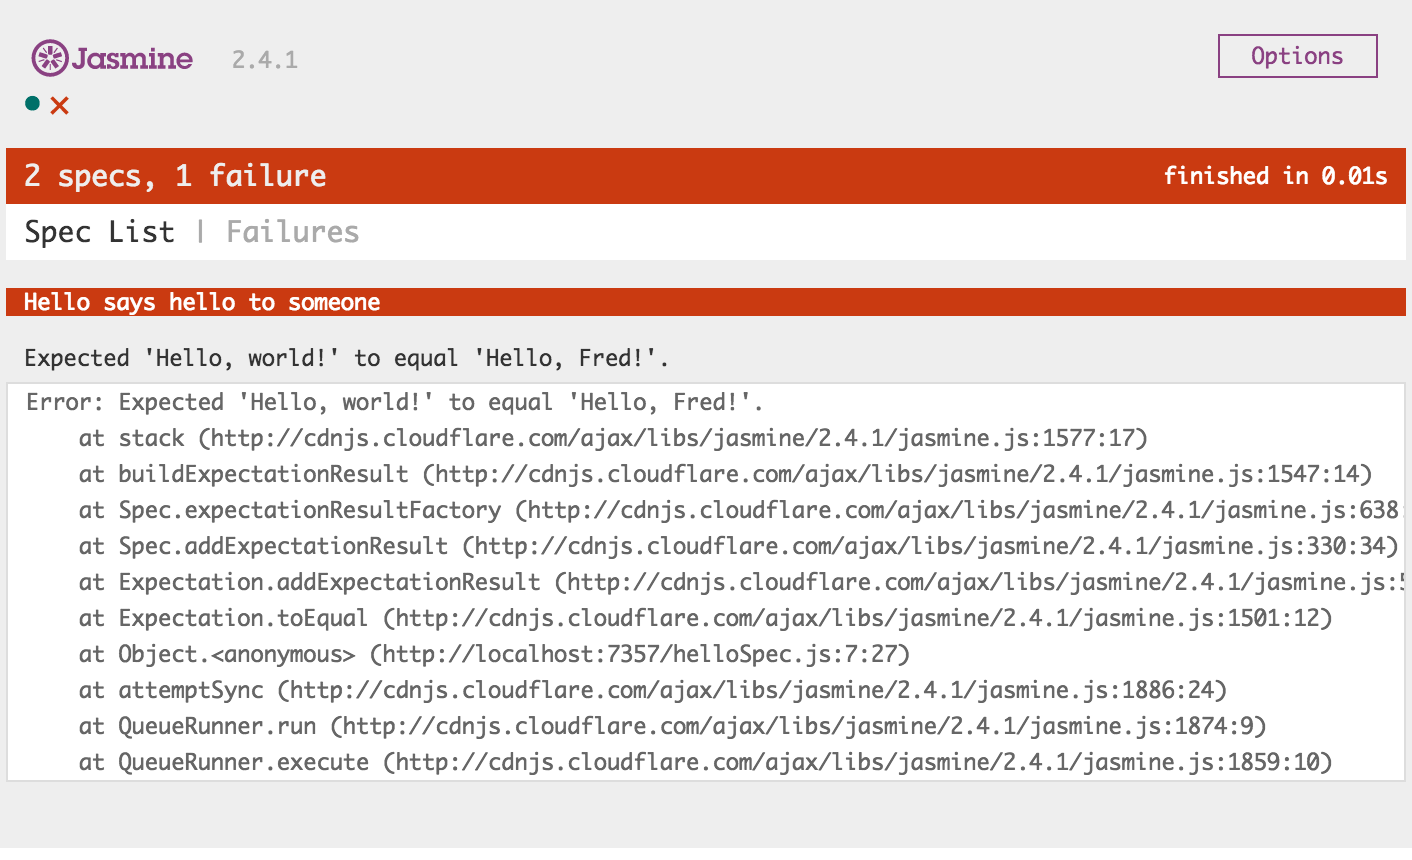 Jasmine 2.4.1 Options
2 specs, 1 failure finished in 0.01s
Spec List | Failures
Hello says hello to someone
Expected 'Hello, world!' to equal 'Hello, Fred!'.
Error: Expected 'Hello, world!' to equal 'Hello, Fred!'.
at stack (http://cdnjs.cloudflare.com/ajax/libs/jasmine/2.4.1/jasmine.js:1577:17)
at buildExpectationResult (http://cdnjs.cloudflare.com/ajax/libs/jasmine/2.4.1/jasmine.js:1547:14)
at Spec.expectationResultFactory (http://cdnjs.cloudflare.com/ajax/libs/jasmine/2.4.1/jasmine.js:638:
at Spec.addExpectationResult (http://cdnjs.cloudflare.com/ajax/libs/jasmine/2.4.1/jasmine.js:330:34)
at Expectation.addExpectationResult (http://cdnjs.cloudflare.com/ajax/libs/jasmine/2.4.1/jasmine.js:5
at Expectation.toEqual (http://cdnjs.cloudflare.com/ajax/libs/jasmine/2.4.1/jasmine.js:1501:12)
at Object.<anonymous> (http://localhost:7357/helloSpec.js:7:27)
at attemptSync (http://cdnjs.cloudflare.com/ajax/libs/jasmine/2.4.1/jasmine.js:1886:24)
at QueueRunner.run (http://cdnjs.cloudflare.com/ajax/libs/jasmine/2.4.1/jasmine.js:1874:9)
at QueueRunner.execute (http://cdnjs.cloudflare.com/ajax/libs/jasmine/2.4.1/jasmine.js:1859:10)